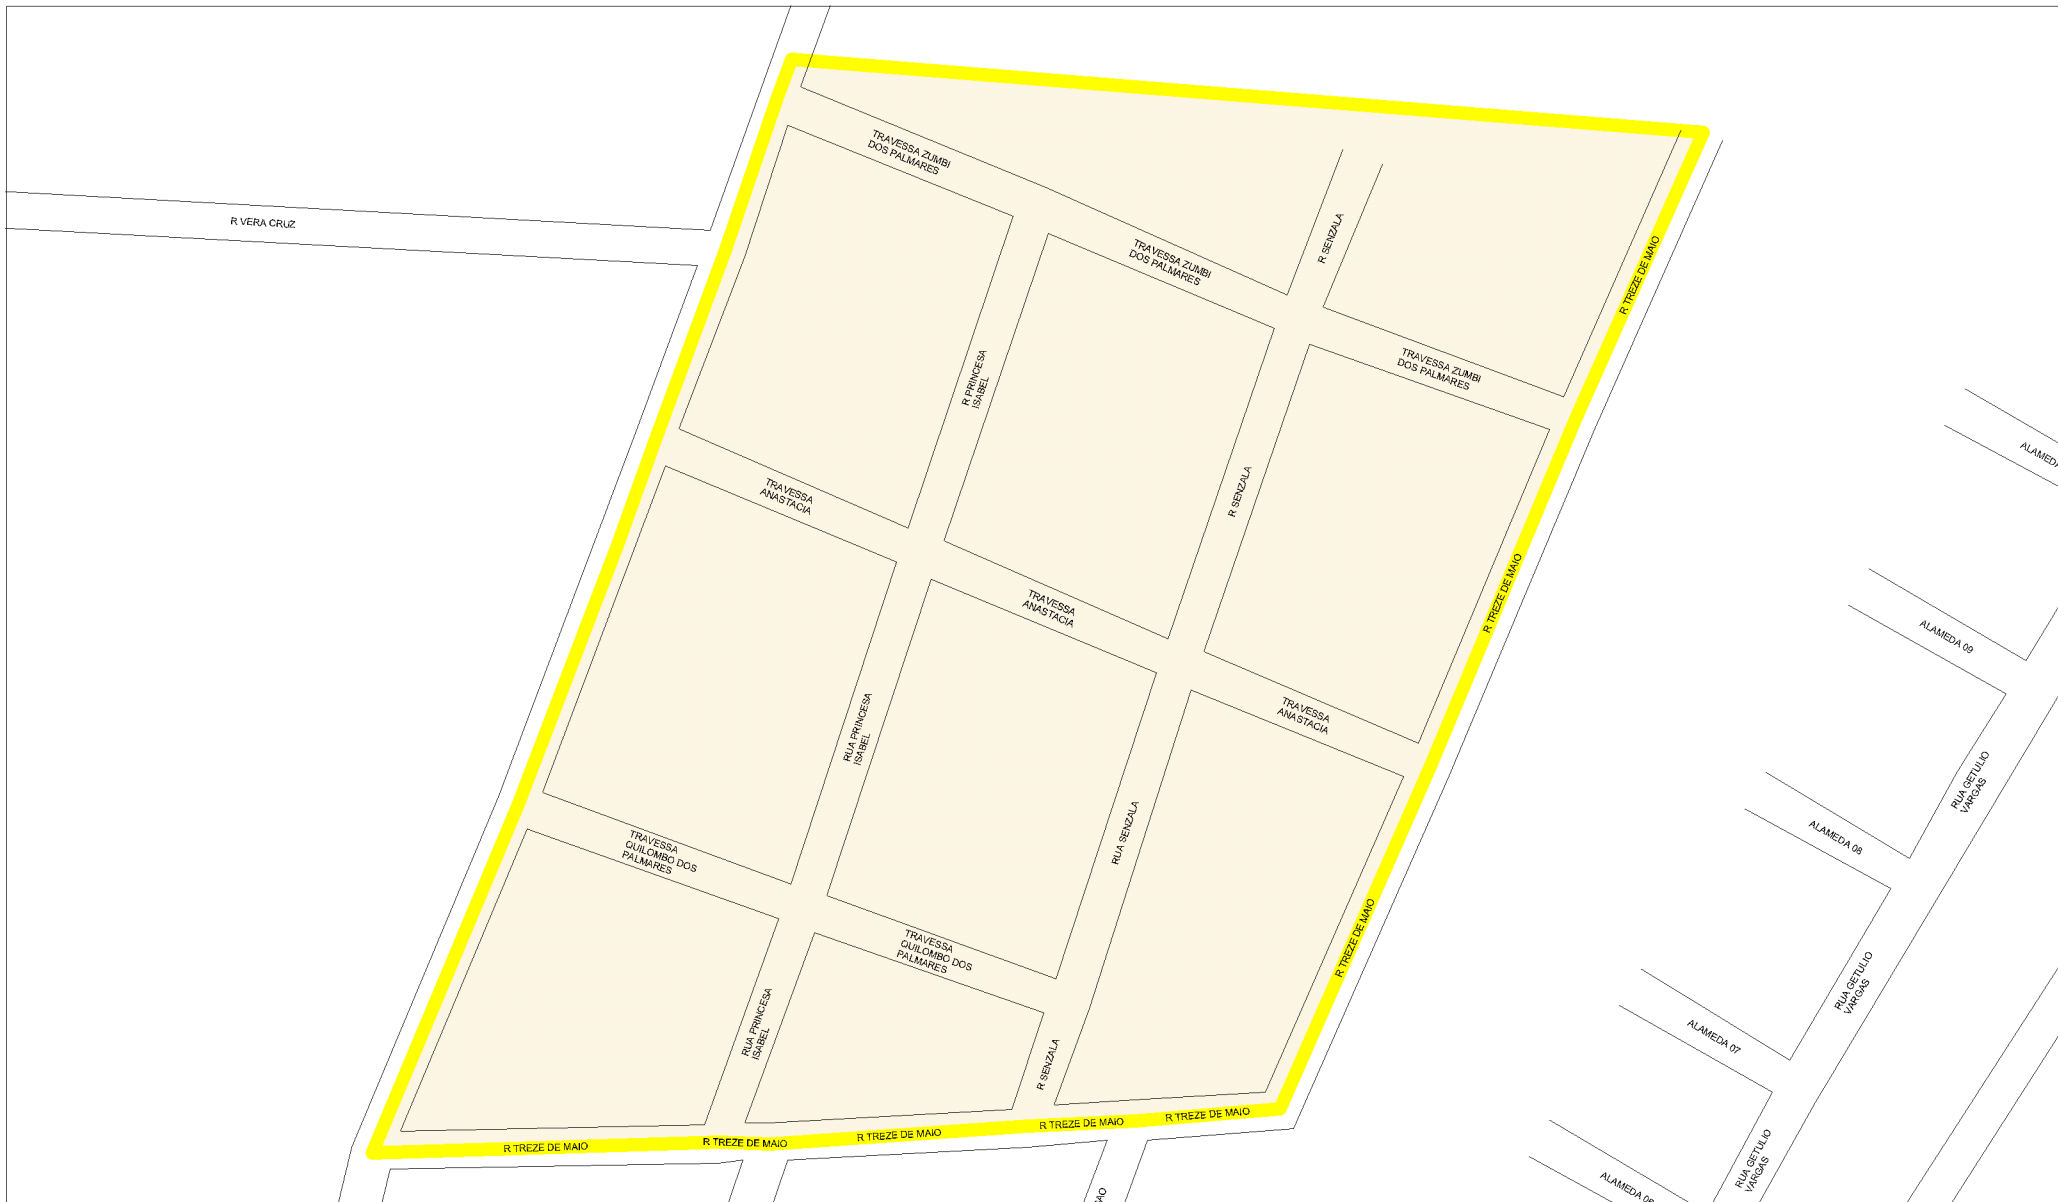 TRAVESSA ZUMBI
DOS PALMARES
R VERA CRUZ
R SENZALA
TRAVESSA ZUMBI
DOS PALMARES
R TREZE DE MAIO
TRAVESSA ZUMBI
DOS PALMARES
R PRINCESA
ISABEL
ALAMEDA
TRAVESSA
ANASTACIA
R SENZALA
TRAVESSA
ANASTACIA
R TREZE DE MAIO
ALAMEDA 09
RUA PRINCESA
ISABEL
TRAVESSA
ANASTACIA
RUA GETULIO
VARGAS
RUA SENZALA
ALAMEDA 08
TRAVESSA
QUILOMBO DOS
PALMARES
TRAVESSA
QUILOMBO DOS
PALMARES
R TREZE DE MAIO
RUA GETULIO
VARGAS
RUA PRINCESA
ISABEL
R SENZALA
ALAMEDA 07
R TREZE DE MAIO
R TREZE DE MAIO
R TREZE DE MAIO
R TREZE DE MAIO
R TREZE DE MAIO
RUA GETULIO
VARGAS
ALAMEDA 06